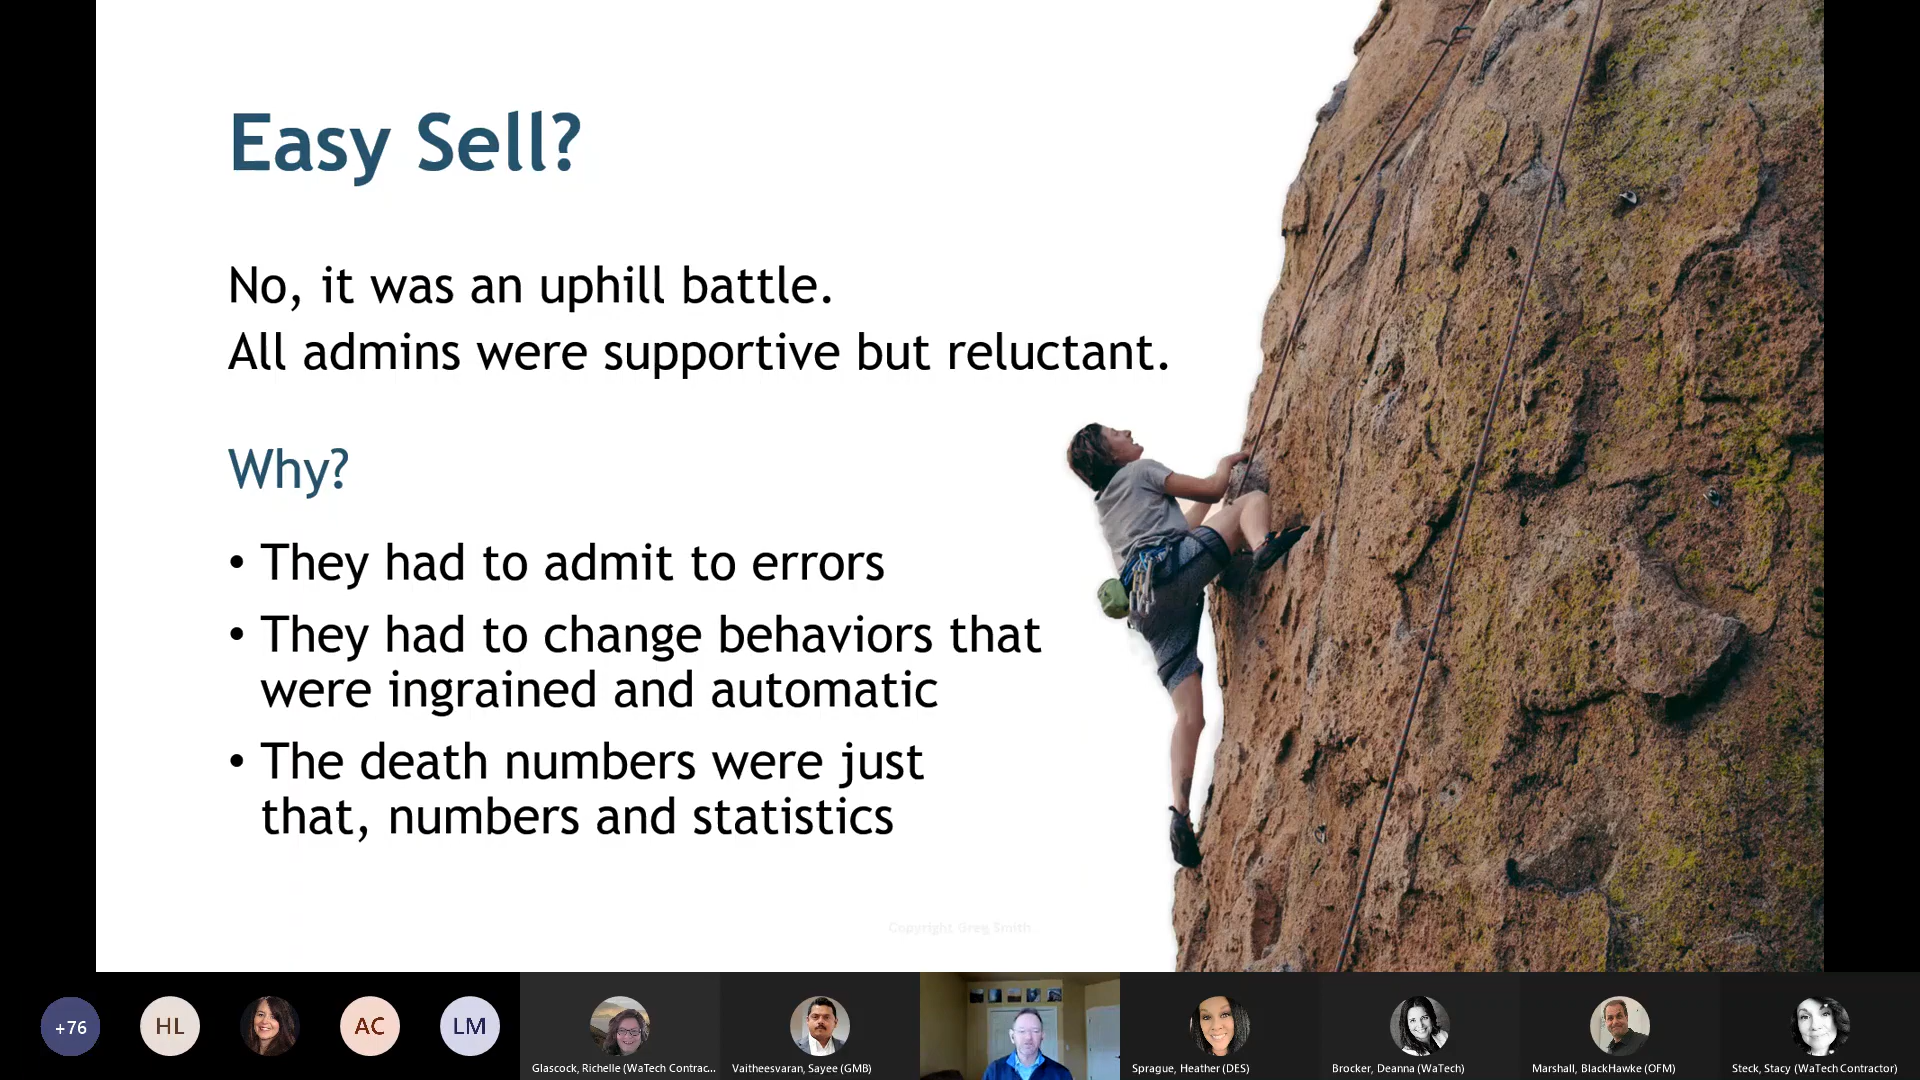 Easy Sell?
No, it was an uphill battle.
All admins were supportive but reluctant.
Why?
• They had to admit to errors
• They had to change behaviors that
were ingrained and automatic
• The death numbers were just
that, numbers and statistics
Copyright Greg Smith
+76
HL
AC
LM
Glascock, Richelle (WaTech Contrac...
Vaitheesvaran, Sayee (GMB)
Sprague, Heather (DES)
Brocker, Deanna (WaTech)
Marshall, BlackHawke (OFM)
Steck, Stacy (WaTech Contractor)